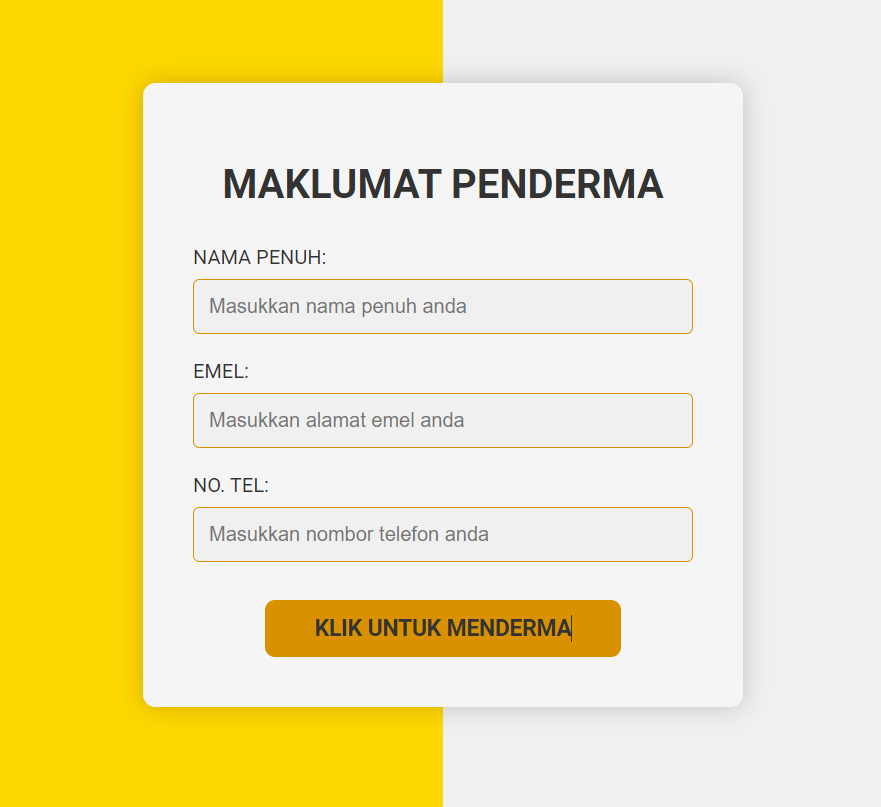 MAKLUMAT PENDERMA
NAMA PENUH:
Masukkan nama penuh anda
EMEL:
Masukkan alamat emel anda
NO. TEL:
Masukkan nombor telefon anda
KLIK UNTUK MENDERMA